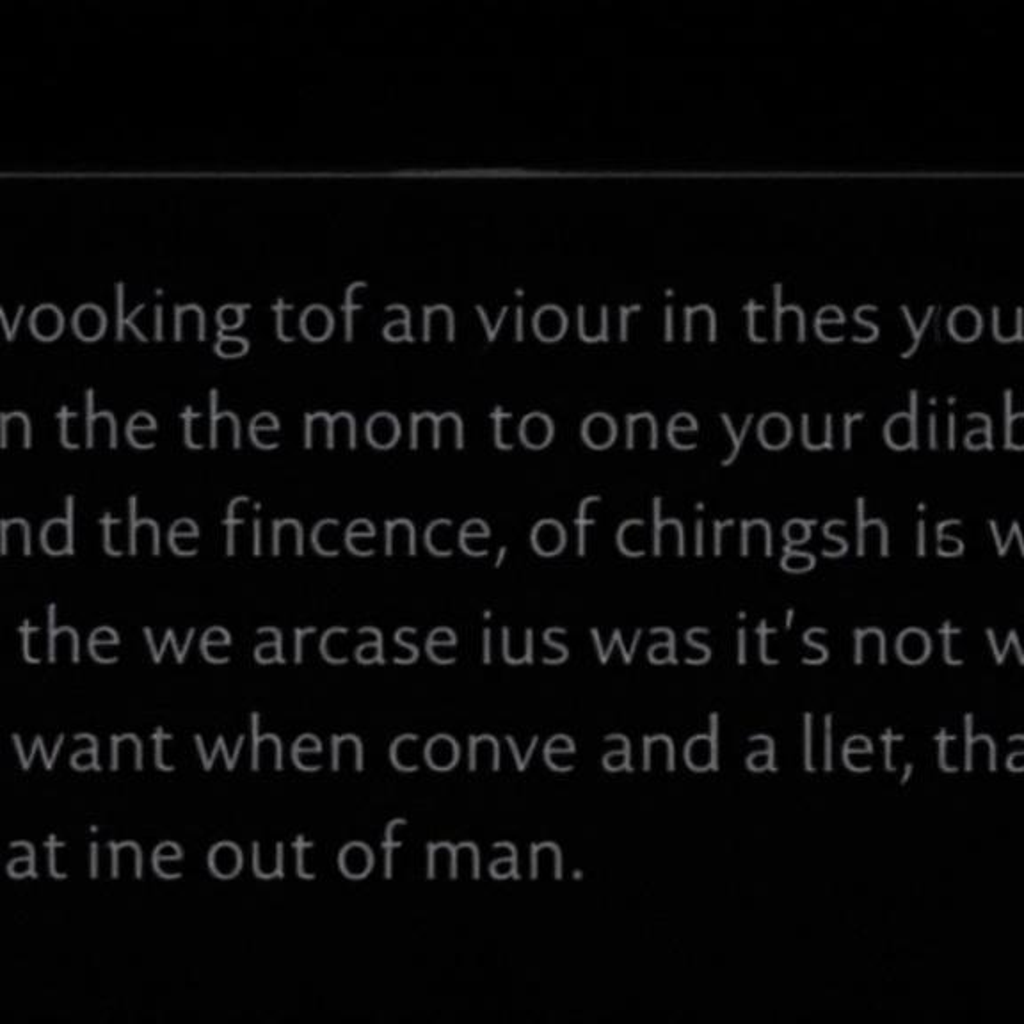 wooking tof an viour in thes you
n the the mom to one your diiab
nd the fincence, of chirngsh is w
the we arcase ius was it's not w
want when conve and a llet, tha
at ine out of man.